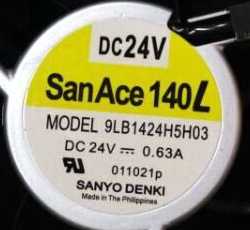 DC24V
SanAce 140L
MODEL 9LB1424H5H03
DC 24V ⎓ 0.63A
011021p
SANYO DENKI
Made in The Philippines